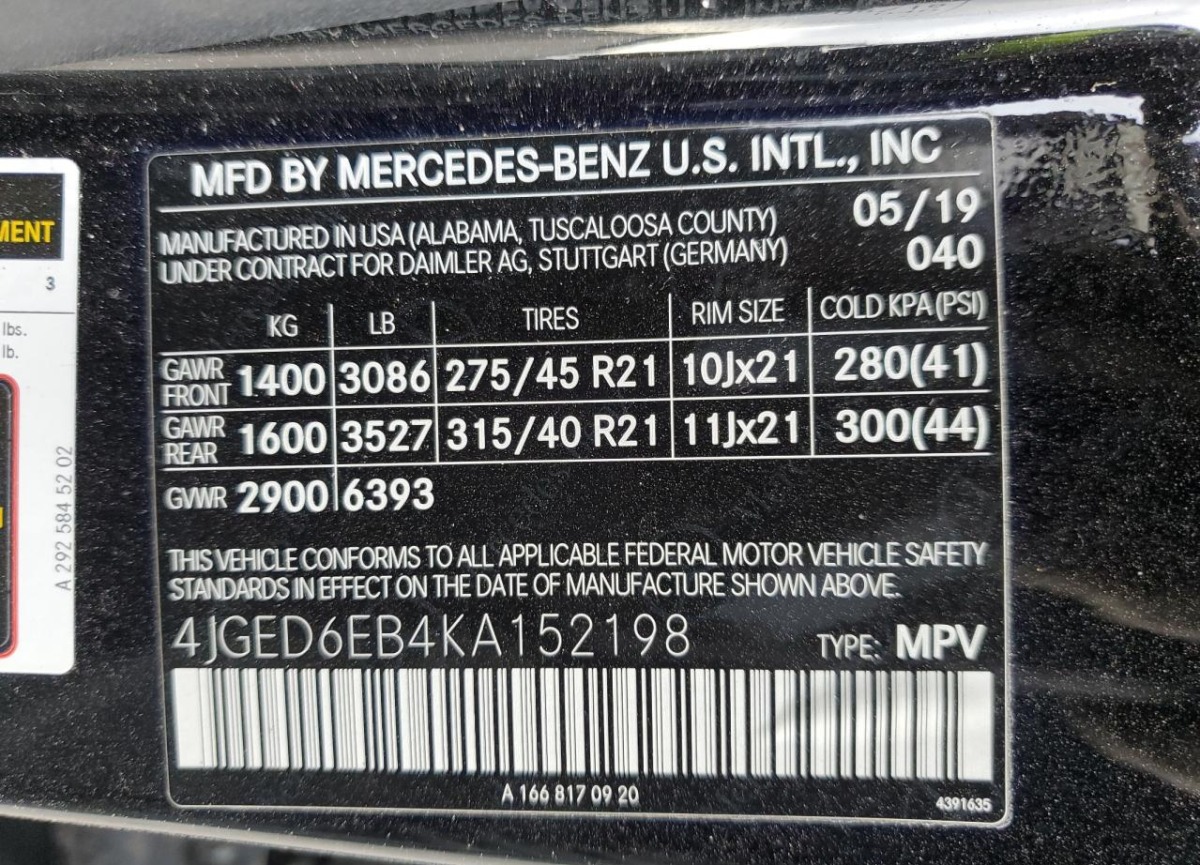 MFD BY MERCEDES-BENZ U.S. INTL., INC
MANUFACTURED IN USA (ALABAMA, TUSCALOOSA COUNTY) 05/19
UNDER CONTRACT FOR DAIMLER AG, STUTTGART (GERMANY) 040
KG LB TIRES RIM SIZE COLD KPA (PSI)
GAWR FRONT 1400 3086 275/45 R21 10Jx21 280(41)
GAWR REAR 1600 3527 315/40 R21 11Jx21 300(44)
GVWR 2900 6393
THIS VEHICLE CONFORMS TO ALL APPLICABLE FEDERAL MOTOR VEHICLE SAFETY
STANDARDS IN EFFECT ON THE DATE OF MANUFACTURE SHOWN ABOVE.
4JGED6EB4KA152198 TYPE: MPV
A 166 817 09 20 4391635
MENT
3
lbs.
lb.
A 292 584 52 02